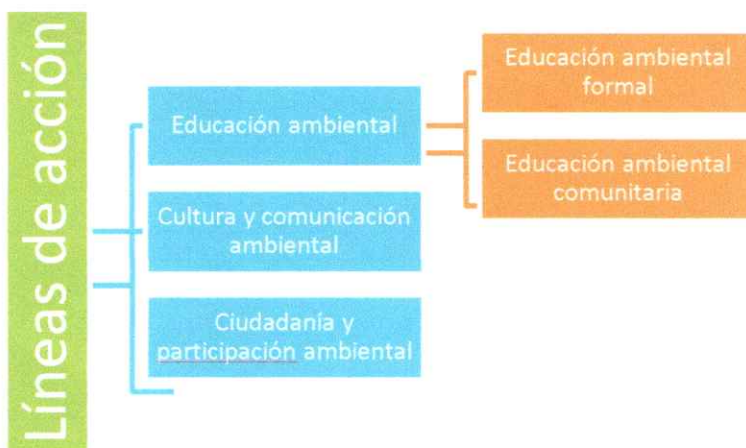 Líneas de acción
Educación ambiental
Cultura y comunicación
ambiental
Ciudadanía y
participación ambiental
Educación ambiental
formal
Educación ambiental
comunitaria